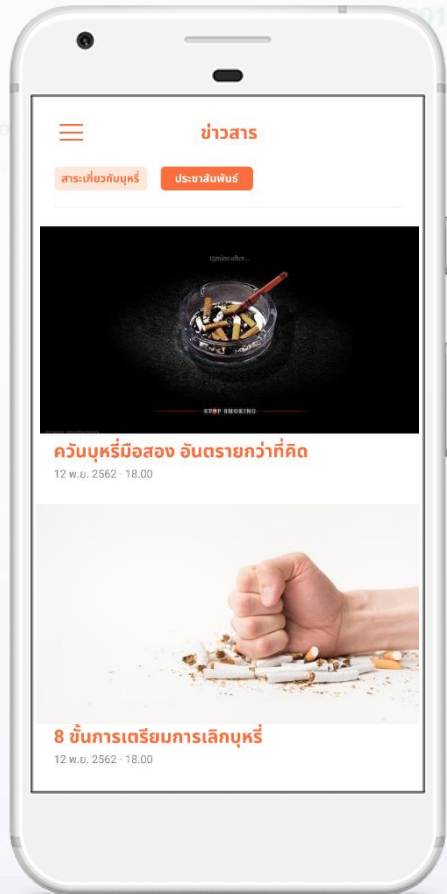 ข่าวสาร
สาระเกี่ยวกับบุหรี่
ประชาสัมพันธ์
15mins after...
STOP SMOKING
ควันบุหรี่มือสอง อันตรายกว่าที่คิด
12 พ.ย. 2562 · 18.00
8 ขั้นการเตรียมการเลิกบุหรี่
12 พ.ย. 2562 · 18.00